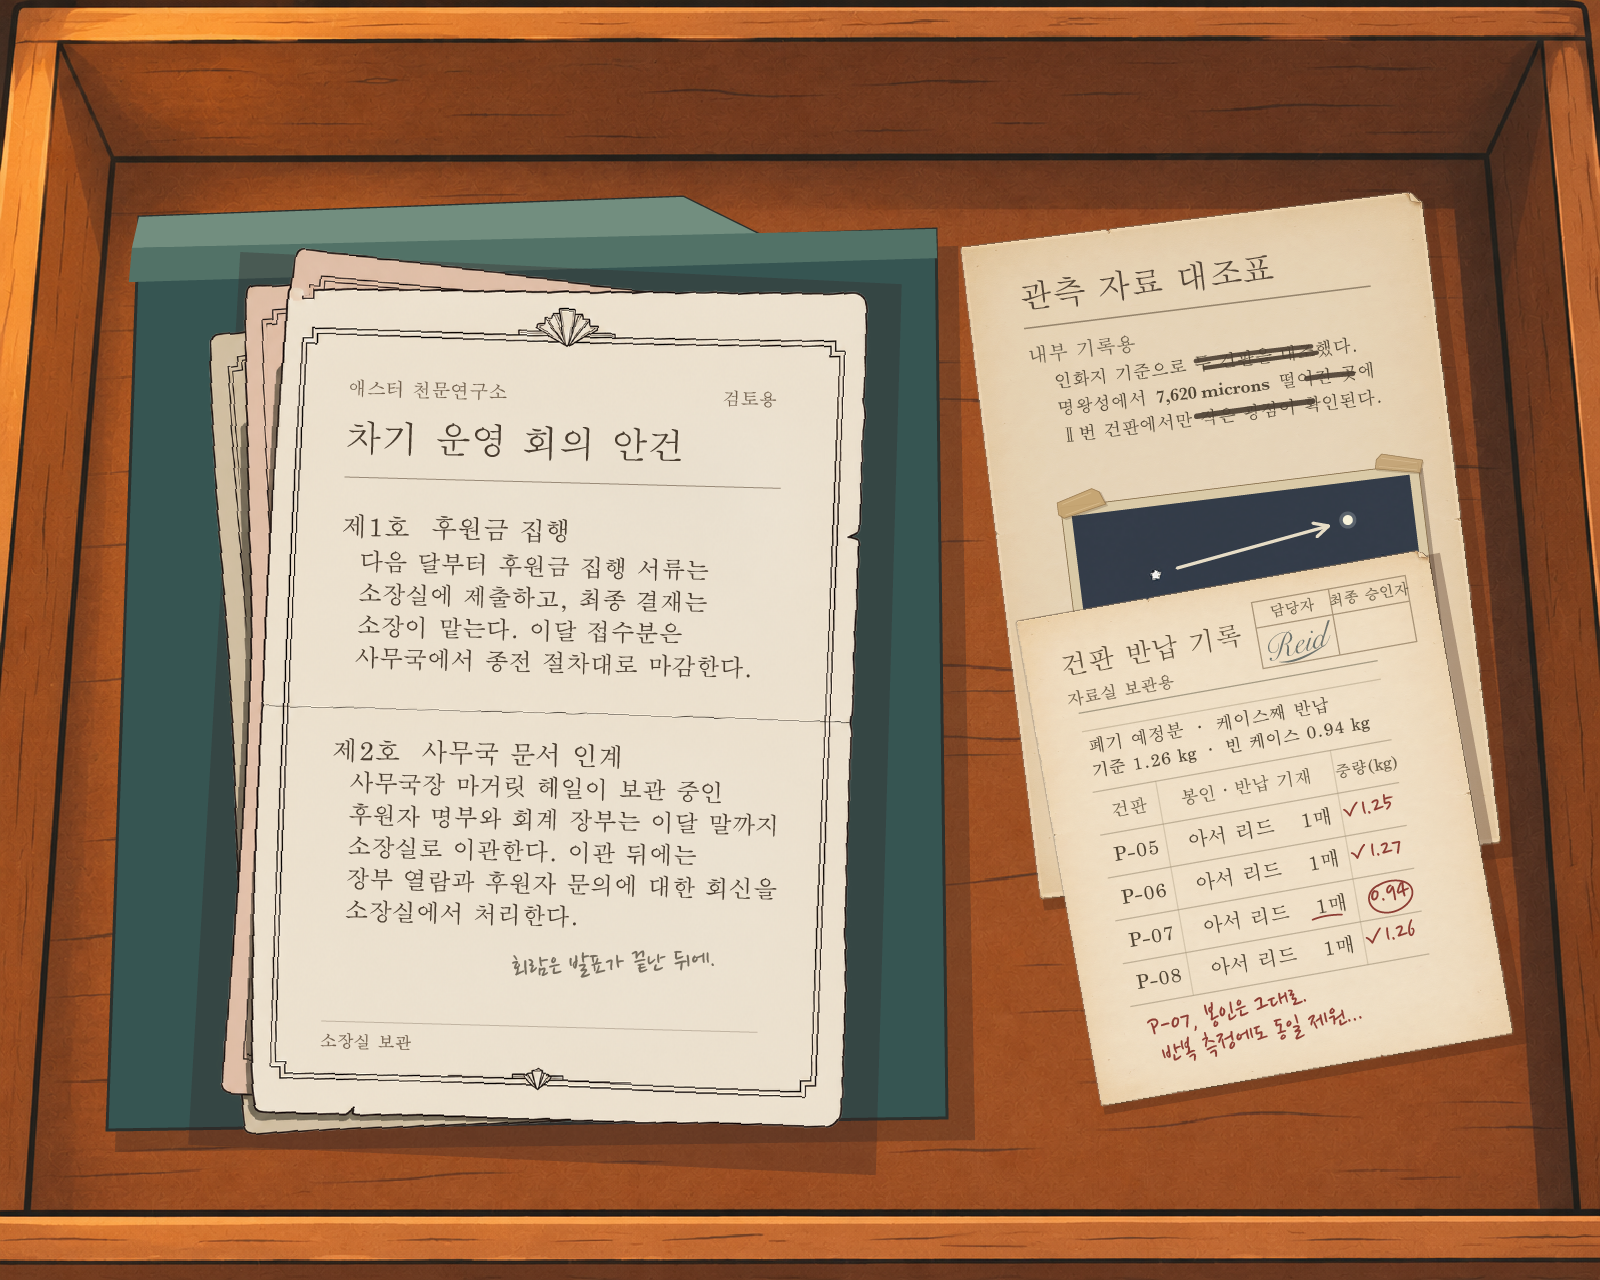 애스터 천문연구소
검토용
차기 운영 회의 안건
제1호 후원금 집행
다음 달부터 후원금 집행 서류는
소장실에 제출하고, 최종 결재는
소장이 맡는다. 이달 접수분은
사무국에서 종전 절차대로 마감한다.
제2호 사무국 문서 인계
사무국장 마거릿 헤일이 보관 중인
후원자 명부와 회계 장부는 이달 말까지
소장실로 이관한다. 이관 뒤에는
장부 열람과 후원자 문의에 대한 회신을
소장실에서 처리한다.
회람은 발표가 끝난 뒤에.
소장실 보관
관측 자료 대조표
내부 기록용
인화지 기준으로 두 건판을 대조했다.
명왕성에서 7,620 microns 떨어진 곳에
Ⅱ번 건판에서만 작은 광점이 확인된다.
건판 반납 기록
자료실 보관용
담당자 최종 승인자
Reid
폐기 예정분 · 케이스째 반납
기준 1.26 kg · 빈 케이스 0.94 kg
건판 봉인 · 반납 기재 중량(kg)
P-05 아서 리드 1매 ✓1.25
P-06 아서 리드 1매 ✓1.27
P-07 아서 리드 1매 0.94
P-08 아서 리드 1매 ✓1.26
P-07, 봉인은 그대로.
반복 측정에도 동일 제원...